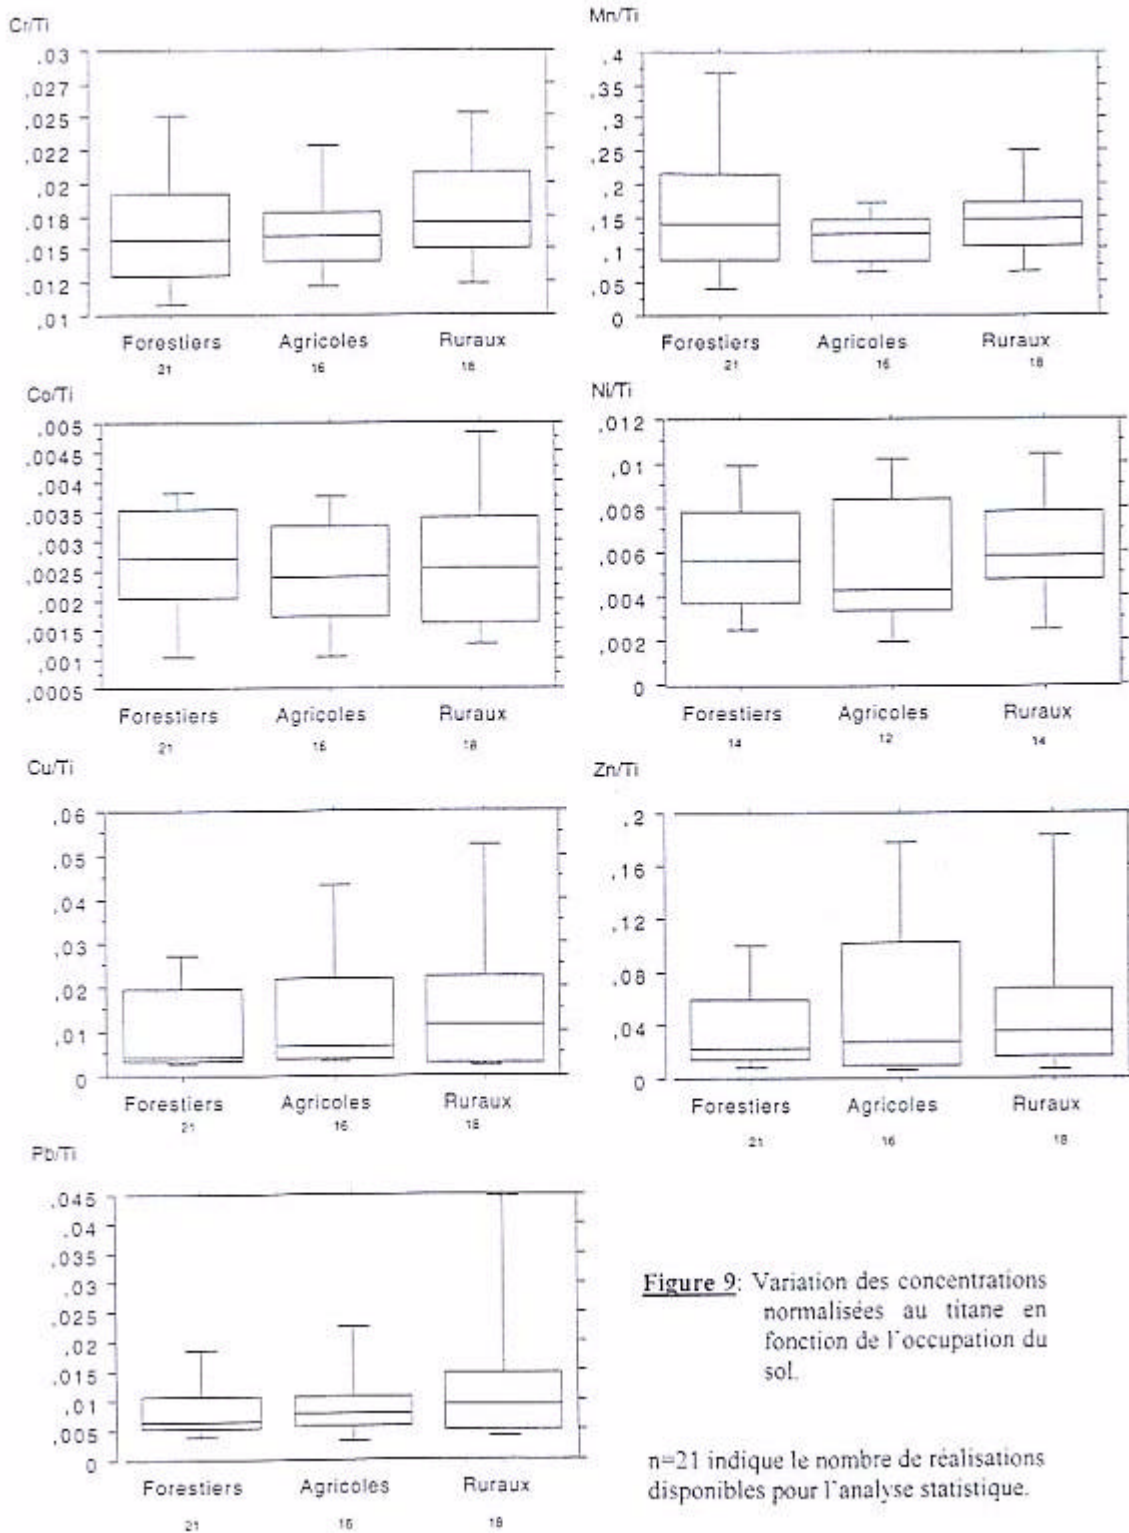 Cr/Ti
,03
,027
,025
,022
,02
,018
,015
,012
,01
Forestiers
Agricoles
Ruraux
21
16
18
Mn/Ti
,4
,35
,3
,25
,2
,15
,1
,05
0
Forestiers
Agricoles
Ruraux
21
16
18
Co/Ti
,005
,0045
,004
,0035
,003
,0025
,002
,0015
,001
,0005
Forestiers
Agricoles
Ruraux
21
16
18
Ni/Ti
,012
,01
,008
,006
,004
,002
0
Forestiers
Agricoles
Ruraux
14
12
14
Cu/Ti
,06
,05
,04
,03
,02
,01
0
Forestiers
Agricoles
Ruraux
21
16
18
Zn/Ti
,2
,16
,12
,08
,04
0
Forestiers
Agricoles
Ruraux
21
16
18
Pb/Ti
,045
,04
,035
,03
,025
,02
,015
,01
,005
0
Forestiers
Agricoles
Ruraux
21
16
18
Figure 9: Variation des concentrations
normalisées au titane en
fonction de l'occupation du
sol.
n=21 indique le nombre de réalisations
disponibles pour l'analyse statistique.